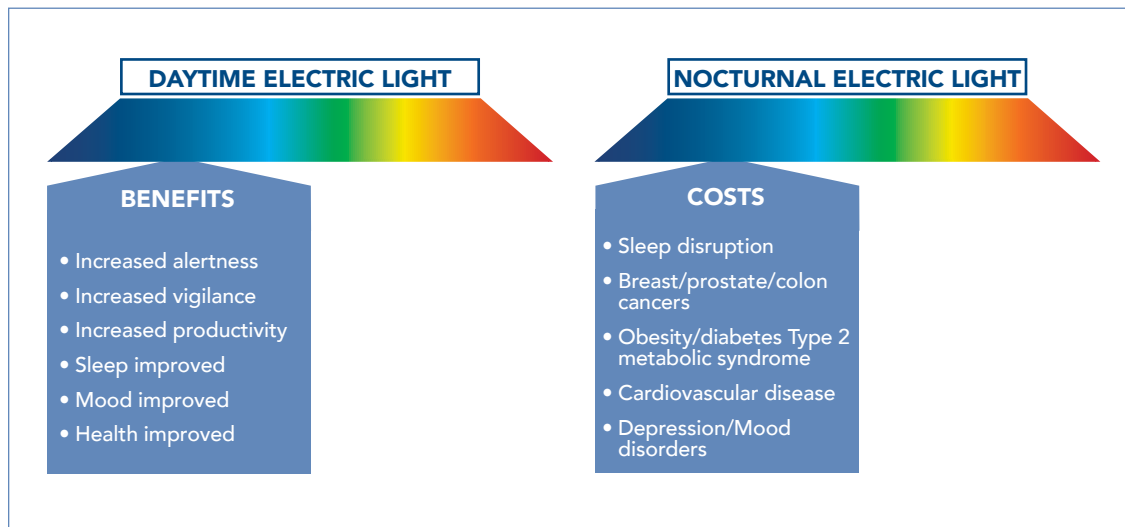 DAYTIME ELECTRIC LIGHT
BENEFITS
• Increased alertness
• Increased vigilance
• Increased productivity
• Sleep improved
• Mood improved
• Health improved
NOCTURNAL ELECTRIC LIGHT
COSTS
• Sleep disruption
• Breast/prostate/colon
cancers
• Obesity/diabetes Type 2
metabolic syndrome
• Cardiovascular disease
• Depression/Mood
disorders